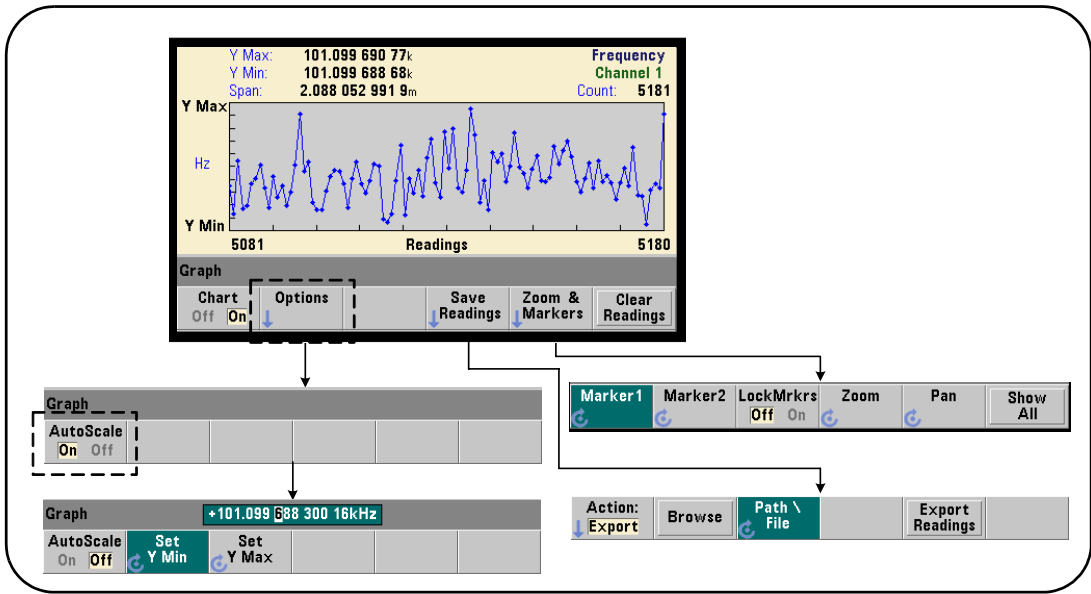 Y Max: 101.099 690 77k
Frequency
Y Min: 101.099 688 68k
Channel 1
Span: 2.088 052 991 9m
Count: 5181
Y Max
Hz
Y Min
5081
Readings
5180
Graph
Chart
Off On
Options
Save
Readings
Zoom &
Markers
Clear
Readings
Graph
AutoScale
On Off
Marker1
Marker2
LockMrkrs
Off On
Zoom
Pan
Show
All
Graph
+101.099 688 300 16kHz
AutoScale
On Off
Set
Y Min
Set
Y Max
Action:
Export
Browse
Path \
File
Export
Readings